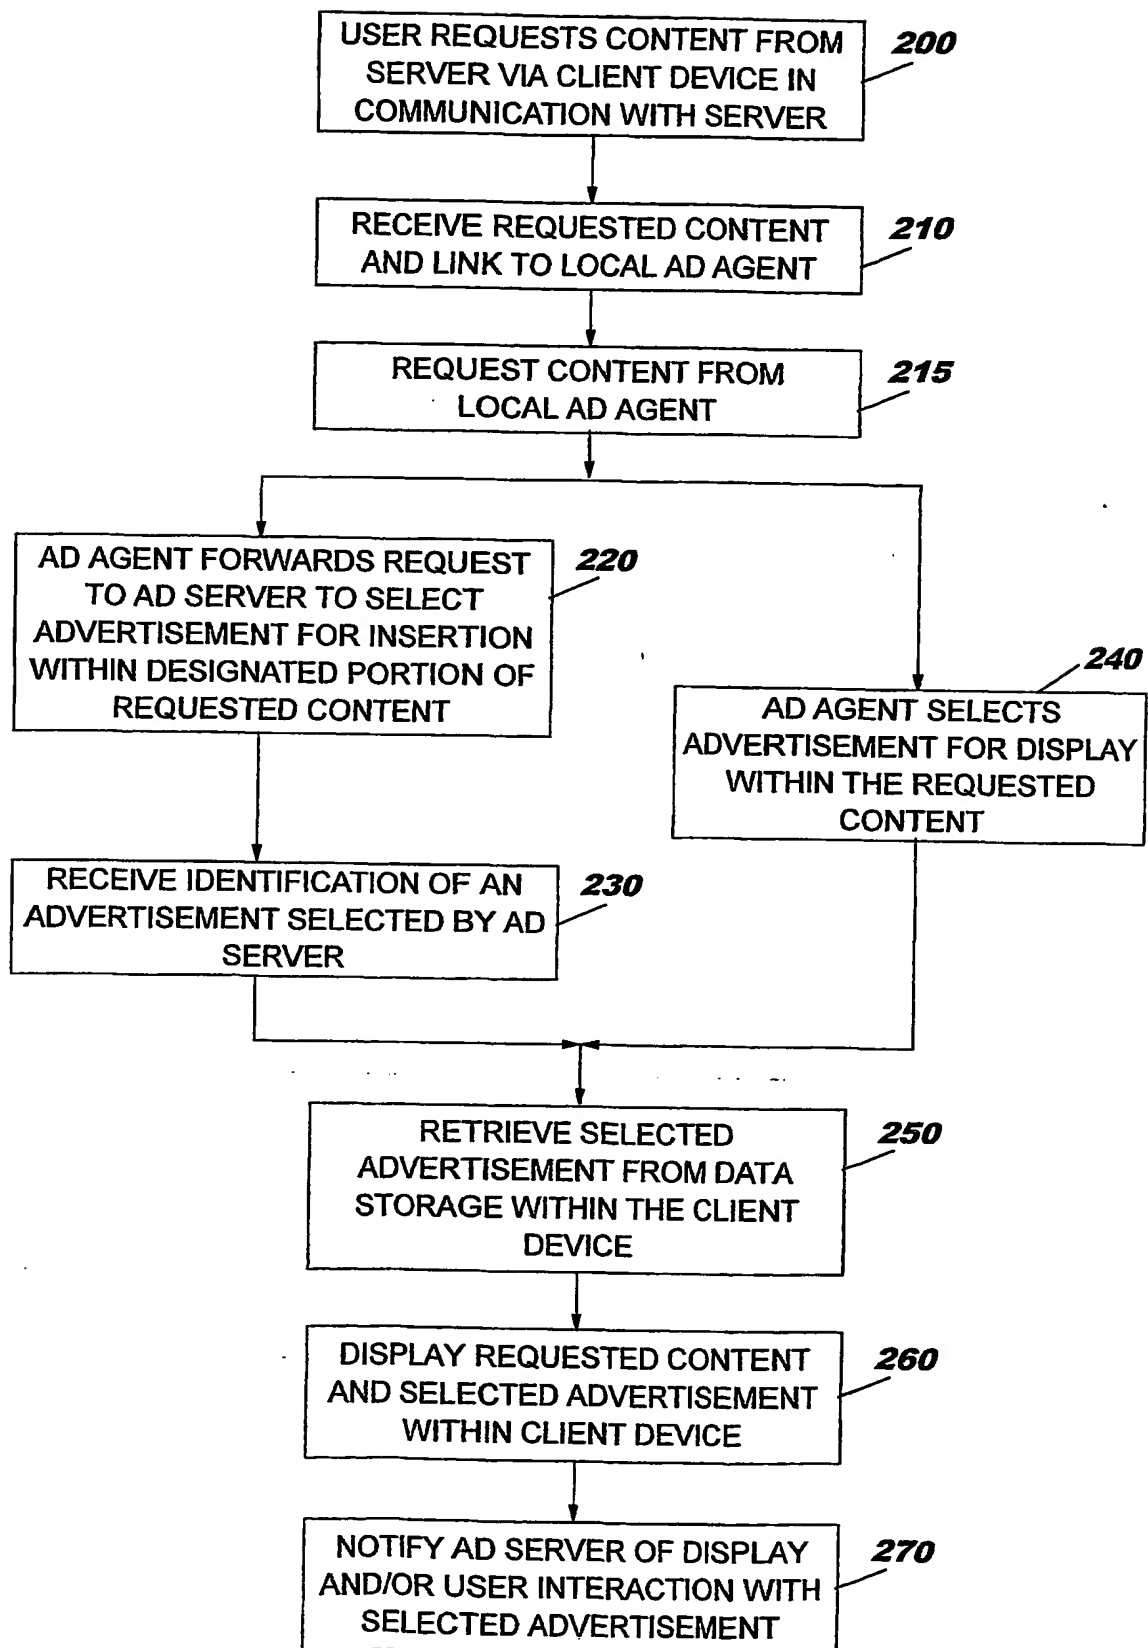 USER REQUESTS CONTENT FROM
SERVER VIA CLIENT DEVICE IN
COMMUNICATION WITH SERVER
200
RECEIVE REQUESTED CONTENT
AND LINK TO LOCAL AD AGENT
210
REQUEST CONTENT FROM
LOCAL AD AGENT
215
AD AGENT FORWARDS REQUEST
TO AD SERVER TO SELECT
ADVERTISEMENT FOR INSERTION
WITHIN DESIGNATED PORTION OF
REQUESTED CONTENT
220
240
AD AGENT SELECTS
ADVERTISEMENT FOR DISPLAY
WITHIN THE REQUESTED
CONTENT
RECEIVE IDENTIFICATION OF AN
ADVERTISEMENT SELECTED BY AD
SERVER
230
RETRIEVE SELECTED
ADVERTISEMENT FROM DATA
STORAGE WITHIN THE CLIENT
DEVICE
250
DISPLAY REQUESTED CONTENT
AND SELECTED ADVERTISEMENT
WITHIN CLIENT DEVICE
260
NOTIFY AD SERVER OF DISPLAY
AND/OR USER INTERACTION WITH
SELECTED ADVERTISEMENT
270